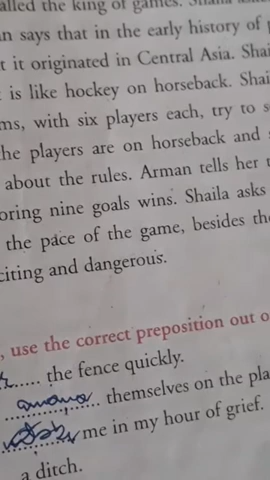 alled the king of games. Shaila
n says that in the early history of
t it originated in Central Asia. Shai
is like hockey on horseback. Shai
ms, with six players each, try to s
he players are on horseback and
about the rules. Arman tells her
oring nine goals wins. Shaila asks
the pace of the game, besides the
citing and dangerous.
, use the correct preposition out o
...... the fence quickly.
among themselves on the pla
me in my hour of grief.
a ditch.